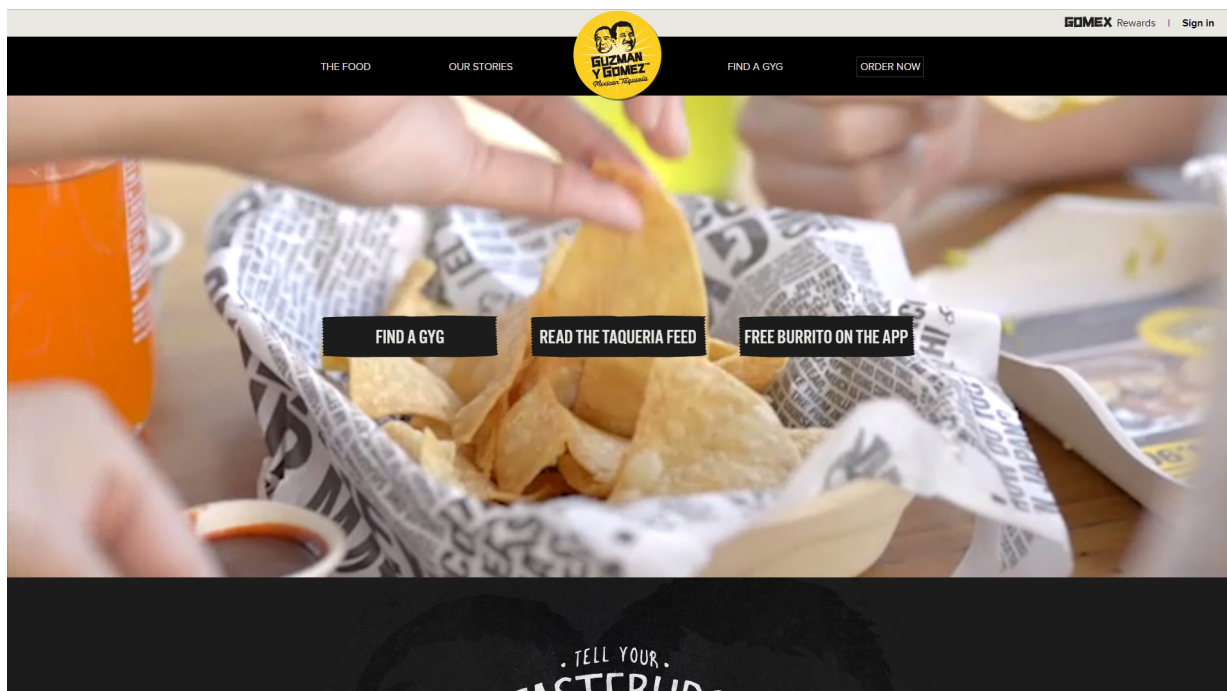 GOMEX Rewards | Sign in
THE FOOD
OUR STORIES
GUZMAN
Y GOMEZ™
Mexican Taqueria
FIND A GYG
ORDER NOW
FIND A GYG
READ THE TAQUERIA FEED
FREE BURRITO ON THE APP
TELL YOUR